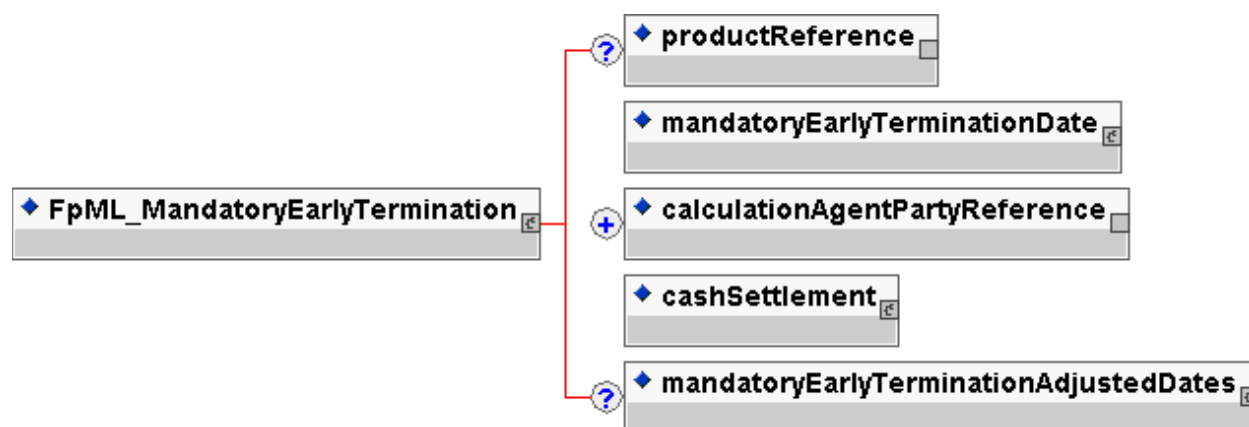 ?
productReference
mandatoryEarlyTerminationDate
FpML_MandatoryEarlyTermination
+
calculationAgentPartyReference
cashSettlement
?
mandatoryEarlyTerminationAdjustedDates